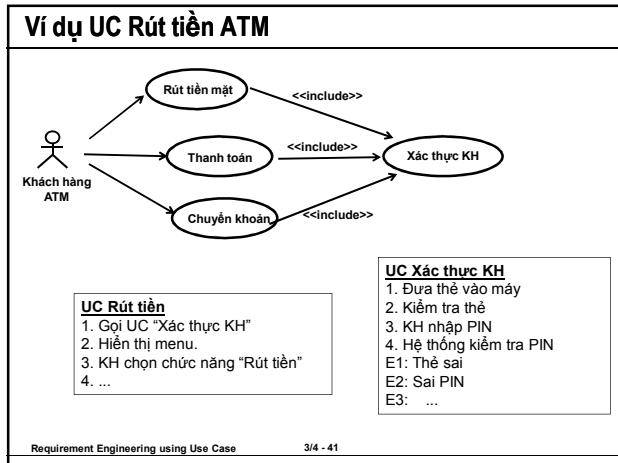 Ví dụ UC Rút tiền ATM
Rút tiền mặt
<<include>>
Thanh toán
<<include>>
Xác thực KH
Khách hàng
ATM
Chuyển khoản
<<include>>
UC Rút tiền
1. Gọi UC “Xác thực KH”
2. Hiển thị menu.
3. KH chọn chức năng “Rút tiền”
4. ...
UC Xác thực KH
1. Đưa thẻ vào máy
2. Kiểm tra thẻ
3. KH nhập PIN
4. Hệ thống kiểm tra PIN
E1: Thẻ sai
E2: Sai PIN
E3: ...
Requirement Engineering using Use Case 3/4 - 41